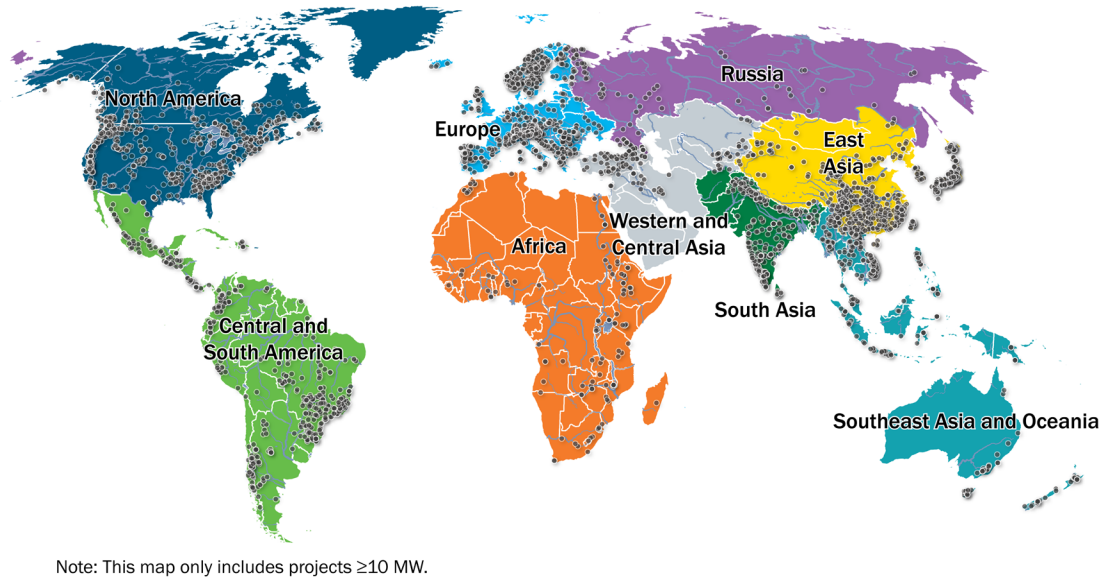 North America
Europe
Russia
East
Asia
Western and
Central Asia
Africa
South Asia
Central and
South America
Southeast Asia and Oceania
Note: This map only includes projects ≥10 MW.